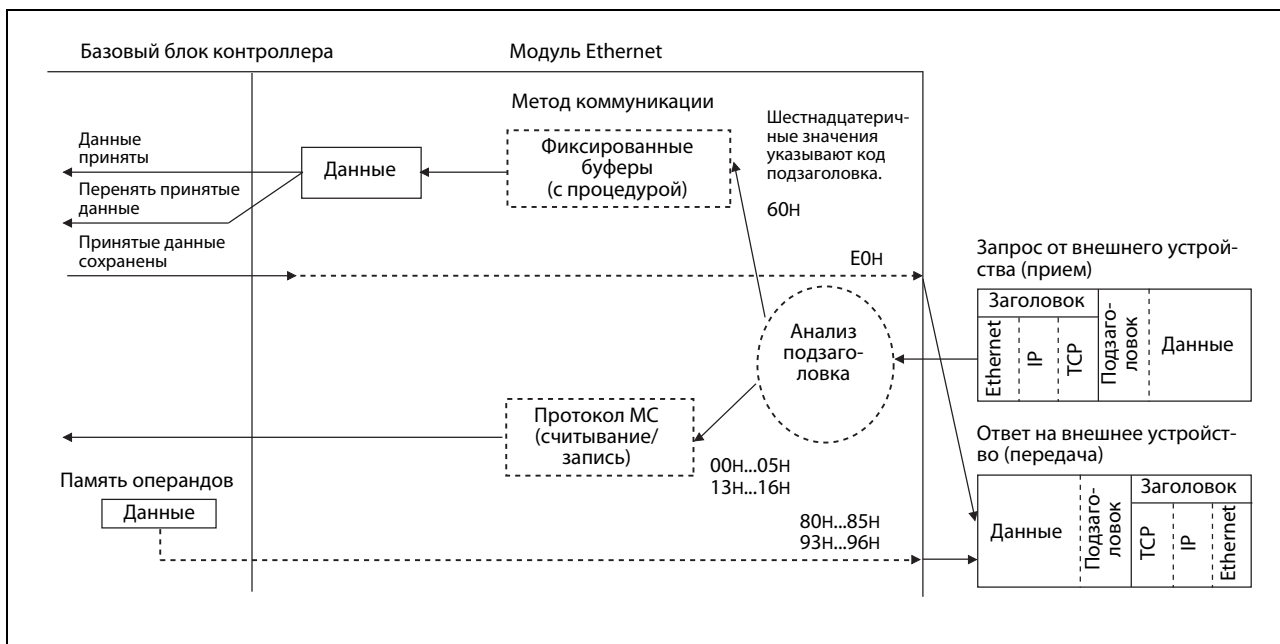 Базовый блок контроллера
Модуль Ethernet
Метод коммуникации
Шестнадцатерич-
ные значения
указывают код
подзаголовка.
60H
Данные
приняты
Перенять принятые
данные
Принятые данные
сохранены
Данные
Фиксированные
буферы
(с процедурой)
E0H
Запрос от внешнего устрой-
ства (прием)
Заголовок
Ethernet
IP
TCP
Подзаго-
ловок
Данные
Анализ
подзаго-
ловка
Протокол MC
(считывание/
запись)
00H...05H
13H...16H
Ответ на внешнее устройст-
во (передача)
Память операндов
Данные
80H...85H
93H...96H
Данные
Подзаго-
ловок
Заголовок
TCP
IP
Ethernet